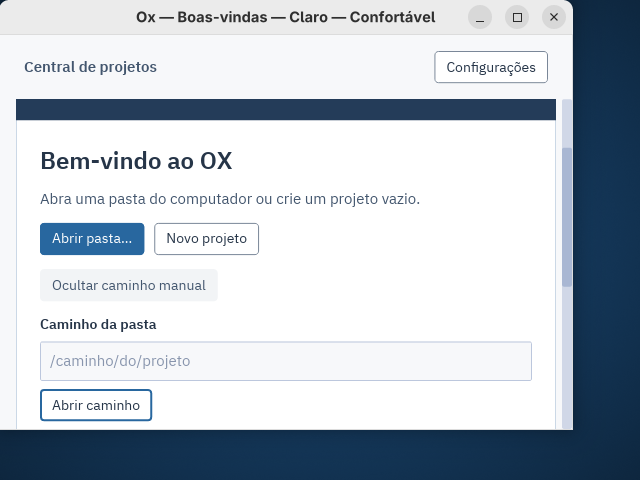 Ox — Boas-vindas — Claro — Confortável
Central de projetos
Configurações
Bem-vindo ao OX
Abra uma pasta do computador ou crie um projeto vazio.
Abrir pasta...
Novo projeto
Ocultar caminho manual
Caminho da pasta
/caminho/do/projeto
Abrir caminho